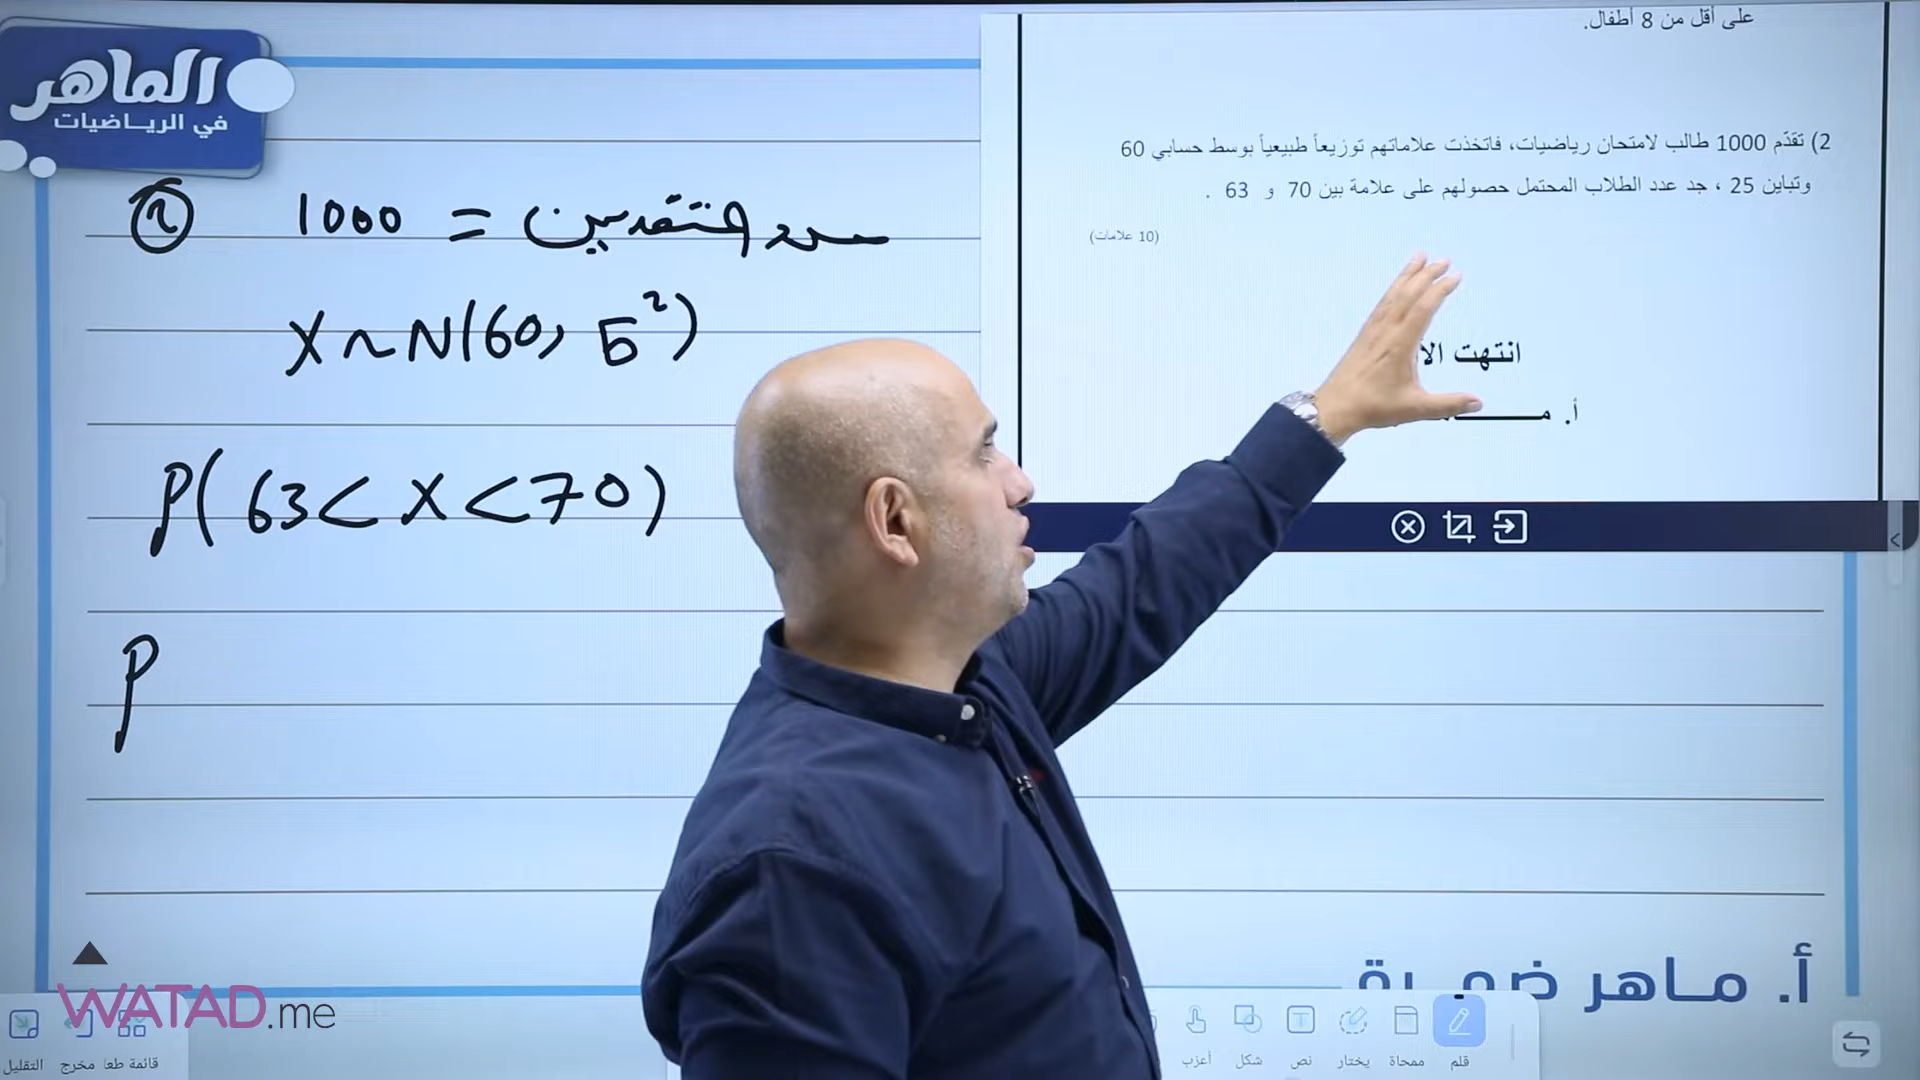 الماهر
في الرياضيات
على أقل من 8 أطفال.
2) تقدّم 1000 طالب لامتحان رياضيات، فاتخذت علاماتهم توزيعاً طبيعياً بوسط حسابي 60
وتباين 25 ، جد عدد الطلاب المحتمل حصولهم على علامة بين 70 و 63 .
(10 علامات)
انتهت
أ.
عدد المتقدمين = 1000
X ~ N(60, 5²)
P( 63 < X < 70 )
P
أ. ماهر ضمرة
WATAD.me
التقليل
مخرج
قائمة طعا
أعزب
شكل
نص
يختار
ممحاة
قلم